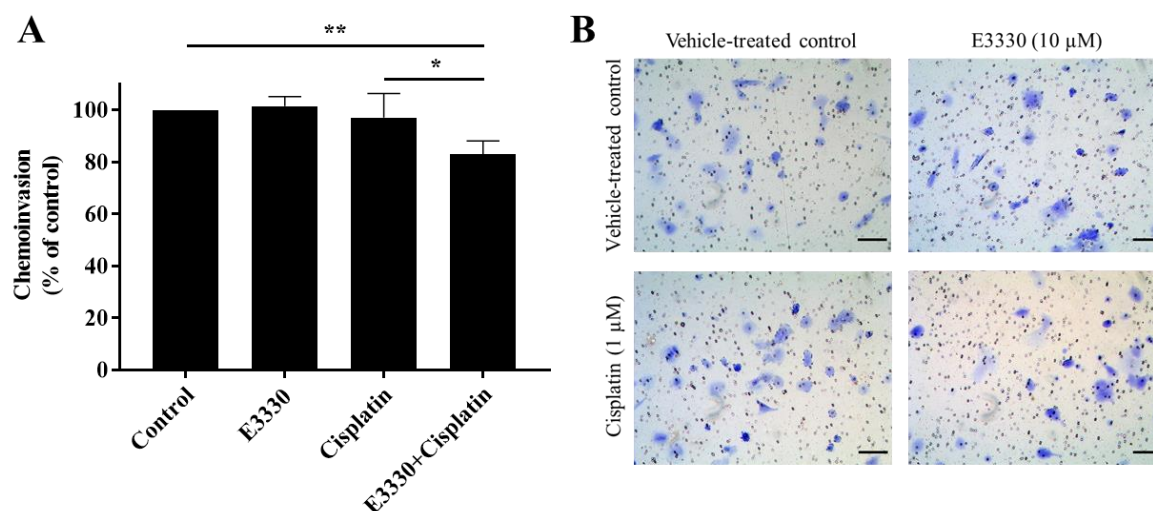 A
**
*
Chemoinvasion
(% of control)
100
80
60
40
20
0
Control
E3330
Cisplatin
E3330+Cisplatin
B
Vehicle-treated control
E3330 (10 µM)
Vehicle-treated control
Cisplatin (1 µM)